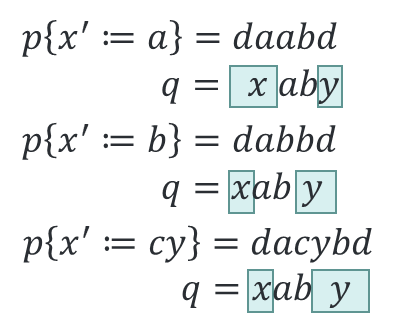 p{x′ := a} = daabd
q = x aby
p{x′ := b} = dabbd
q = xab y
p{x′ := cy} = dacybd
q = xab y